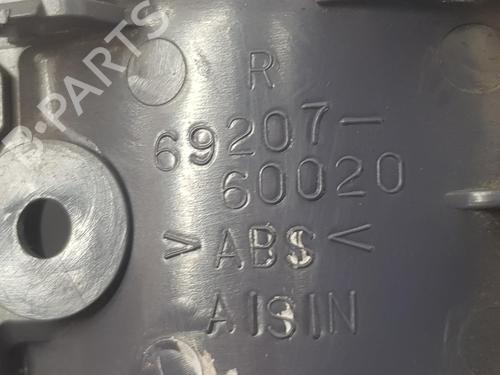 R
69207-
60020
>ABS<
AISIN
B-PARTS